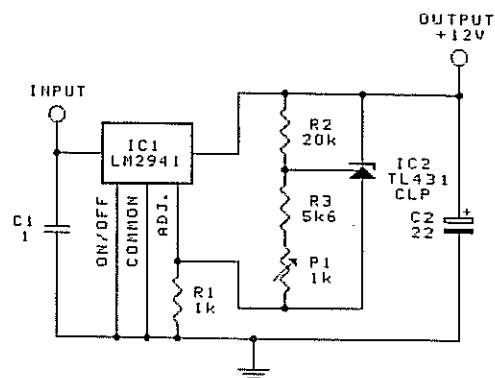 OUTPUT
+12V
INPUT
IC1
LM2941
R2
20k
IC2
TL431
CLP
R3
5k6
C1
1
ON/OFF
COMMON
ADJ.
+
C2
22
P1
1k
R1
1k